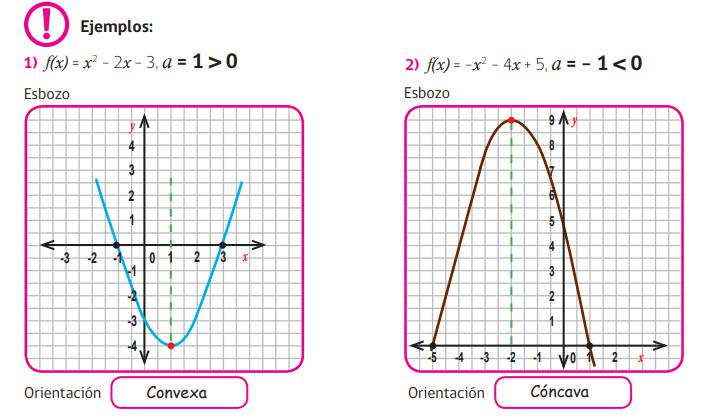 ! Ejemplos:
1) f(x) = x² - 2x - 3, a = 1 > 0
Esbozo
y
4
3
2
1
-3 -2 -1 0 1 2 3 x
-1
-2
-3
-4
Orientación Convexa
2) f(x) = -x² - 4x + 5, a = - 1 < 0
Esbozo
9 y
8
7
6
5
4
3
2
1
-5 -4 -3 -2 -1 0 1 2 x
Orientación Cóncava